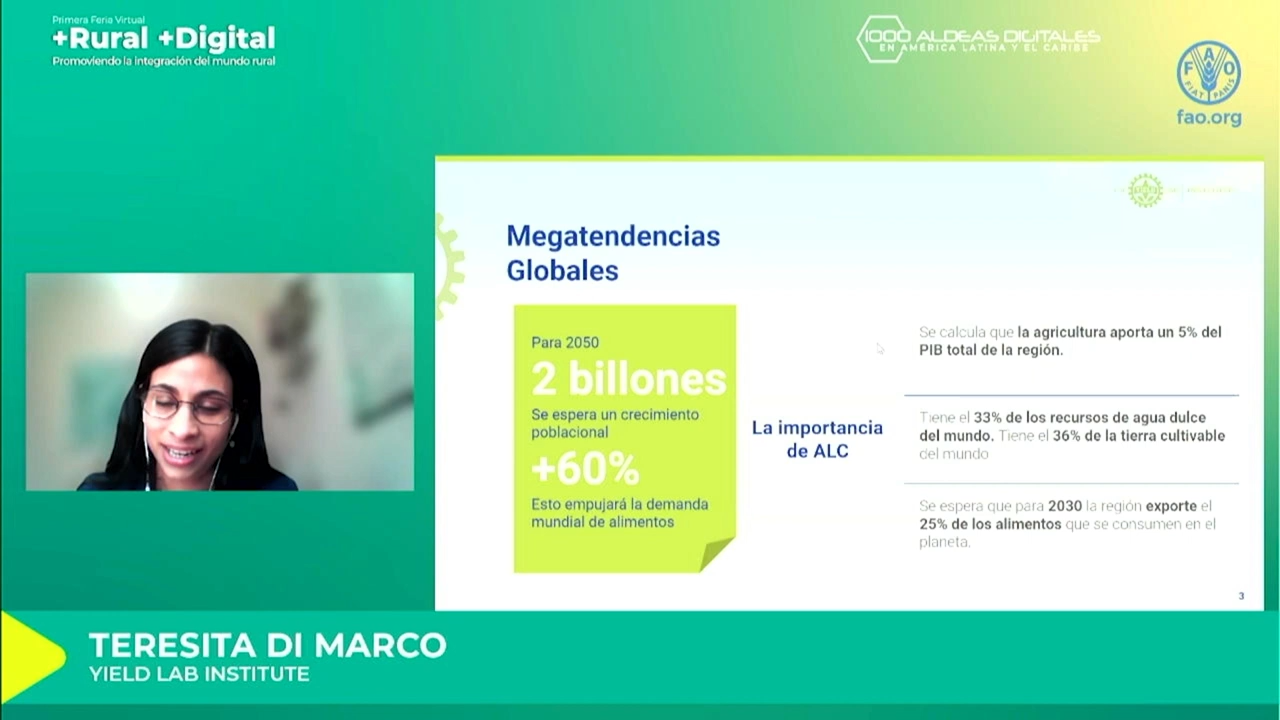 Primera Feria Virtual
+Rural +Digital
Promoviendo la integración del mundo rural
1000 ALDEAS DIGITALES
EN AMÉRICA LATINA Y EL CARIBE
FAO
FIAT PANIS
fao.org
Megatendencias
Globales
Para 2050
2 billones
Se espera un crecimiento
poblacional
+60%
Esto empujará la demanda
mundial de alimentos
La importancia
de ALC
Se calcula que la agricultura aporta un 5% del
PIB total de la región.
Tiene el 33% de los recursos de agua dulce
del mundo. Tiene el 36% de la tierra cultivable
del mundo
Se espera que para 2030 la región exporte el
25% de los alimentos que se consumen en el
planeta.
3
TERESITA DI MARCO
YIELD LAB INSTITUTE